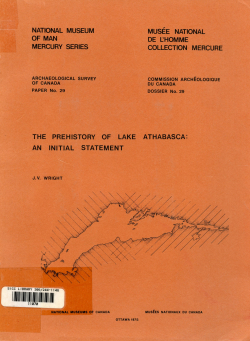 NATIONAL MUSEUM
OF MAN
MERCURY SERIES
MUSÉE NATIONAL
DE L'HOMME
COLLECTION MERCURE
ARCHAEOLOGICAL SURVEY
OF CANADA
PAPER No. 29
COMMISSION ARCHÉOLOGIQUE
DU CANADA
DOSSIER No. 29
THE PREHISTORY OF LAKE ATHABASCA:
AN INITIAL STATEMENT
J.V. WRIGHT
NATIONAL MUSEUMS OF CANADA
MUSÉES NATIONAUX DU CANADA
OTTAWA 1975